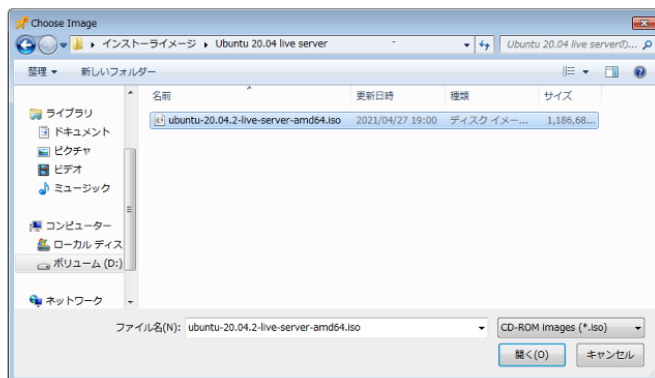 Choose Image
インストーライメージ ▸ Ubuntu 20.04 live server
Ubuntu 20.04 live serverの...
整理 ▼ 新しいフォルダー
名前 更新日時 種類 サイズ
ライブラリ
ubuntu-20.04.2-live-server-amd64.iso 2021/04/27 19:00 ディスク イメー... 1,186,68...
ドキュメント
ピクチャ
ビデオ
ミュージック
コンピューター
ローカル ディス
ボリューム (D:)
ネットワーク
ファイル名(N): ubuntu-20.04.2-live-server-amd64.iso CD-ROM images (*.iso)
開く(O) キャンセル